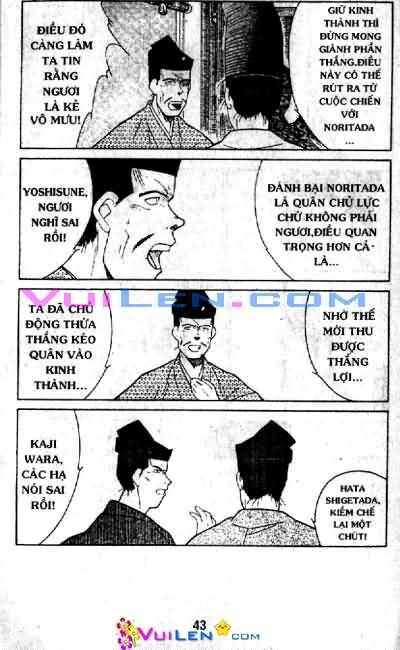 GIỮ KINH
THÀNH THÌ
ĐỪNG MONG
GIÀNH PHẦN
THẮNG.ĐIỀU
NÀY CÓ THỂ
RÚT RA TỪ
CUỘC CHIẾN
VỚI
NORITADA
...
ĐIỀU ĐÓ
CÀNG LÀM
TA TIN
RẰNG
NGƯƠI
LÀ KẺ
VÔ MƯU!
ĐÁNH BẠI NORITADA
LÀ QUÂN CHỦ LỰC
CHỨ KHÔNG PHẢI
NGƯƠI,ĐIỀU QUAN
TRỌNG HƠN CẢ
LÀ...
YOSHISUNE,
NGƯƠI
NGHĨ SAI
RỒI!
VuiLen.com
NHỜ THẾ
MỚI THU
ĐƯỢC
THẮNG
LỢI...
TA ĐÃ CHỦ
ĐỘNG THỪA
THẮNG KÉO
QUÂN VÀO
KINH
THÀNH...
HATA
SHIGETADA,
KIỀM CHẾ
LẠI MỘT
CHÚT!
KAJI
WARA,
CÁC HẠ
NÓI SAI
RỒI!
43
VuiLen